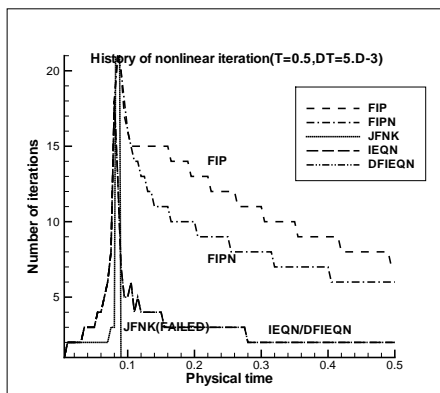 History of nonlinear iteration(T=0.5,DT=5.D-3)
20
15
10
5
Number of iterations
FIP
FIPN
JFNK
IEQN
DFIEQN
FIP
FIPN
JFNK(FAILED)
IEQN/DFIEQN
0.1 0.2 0.3 0.4 0.5
Physical time